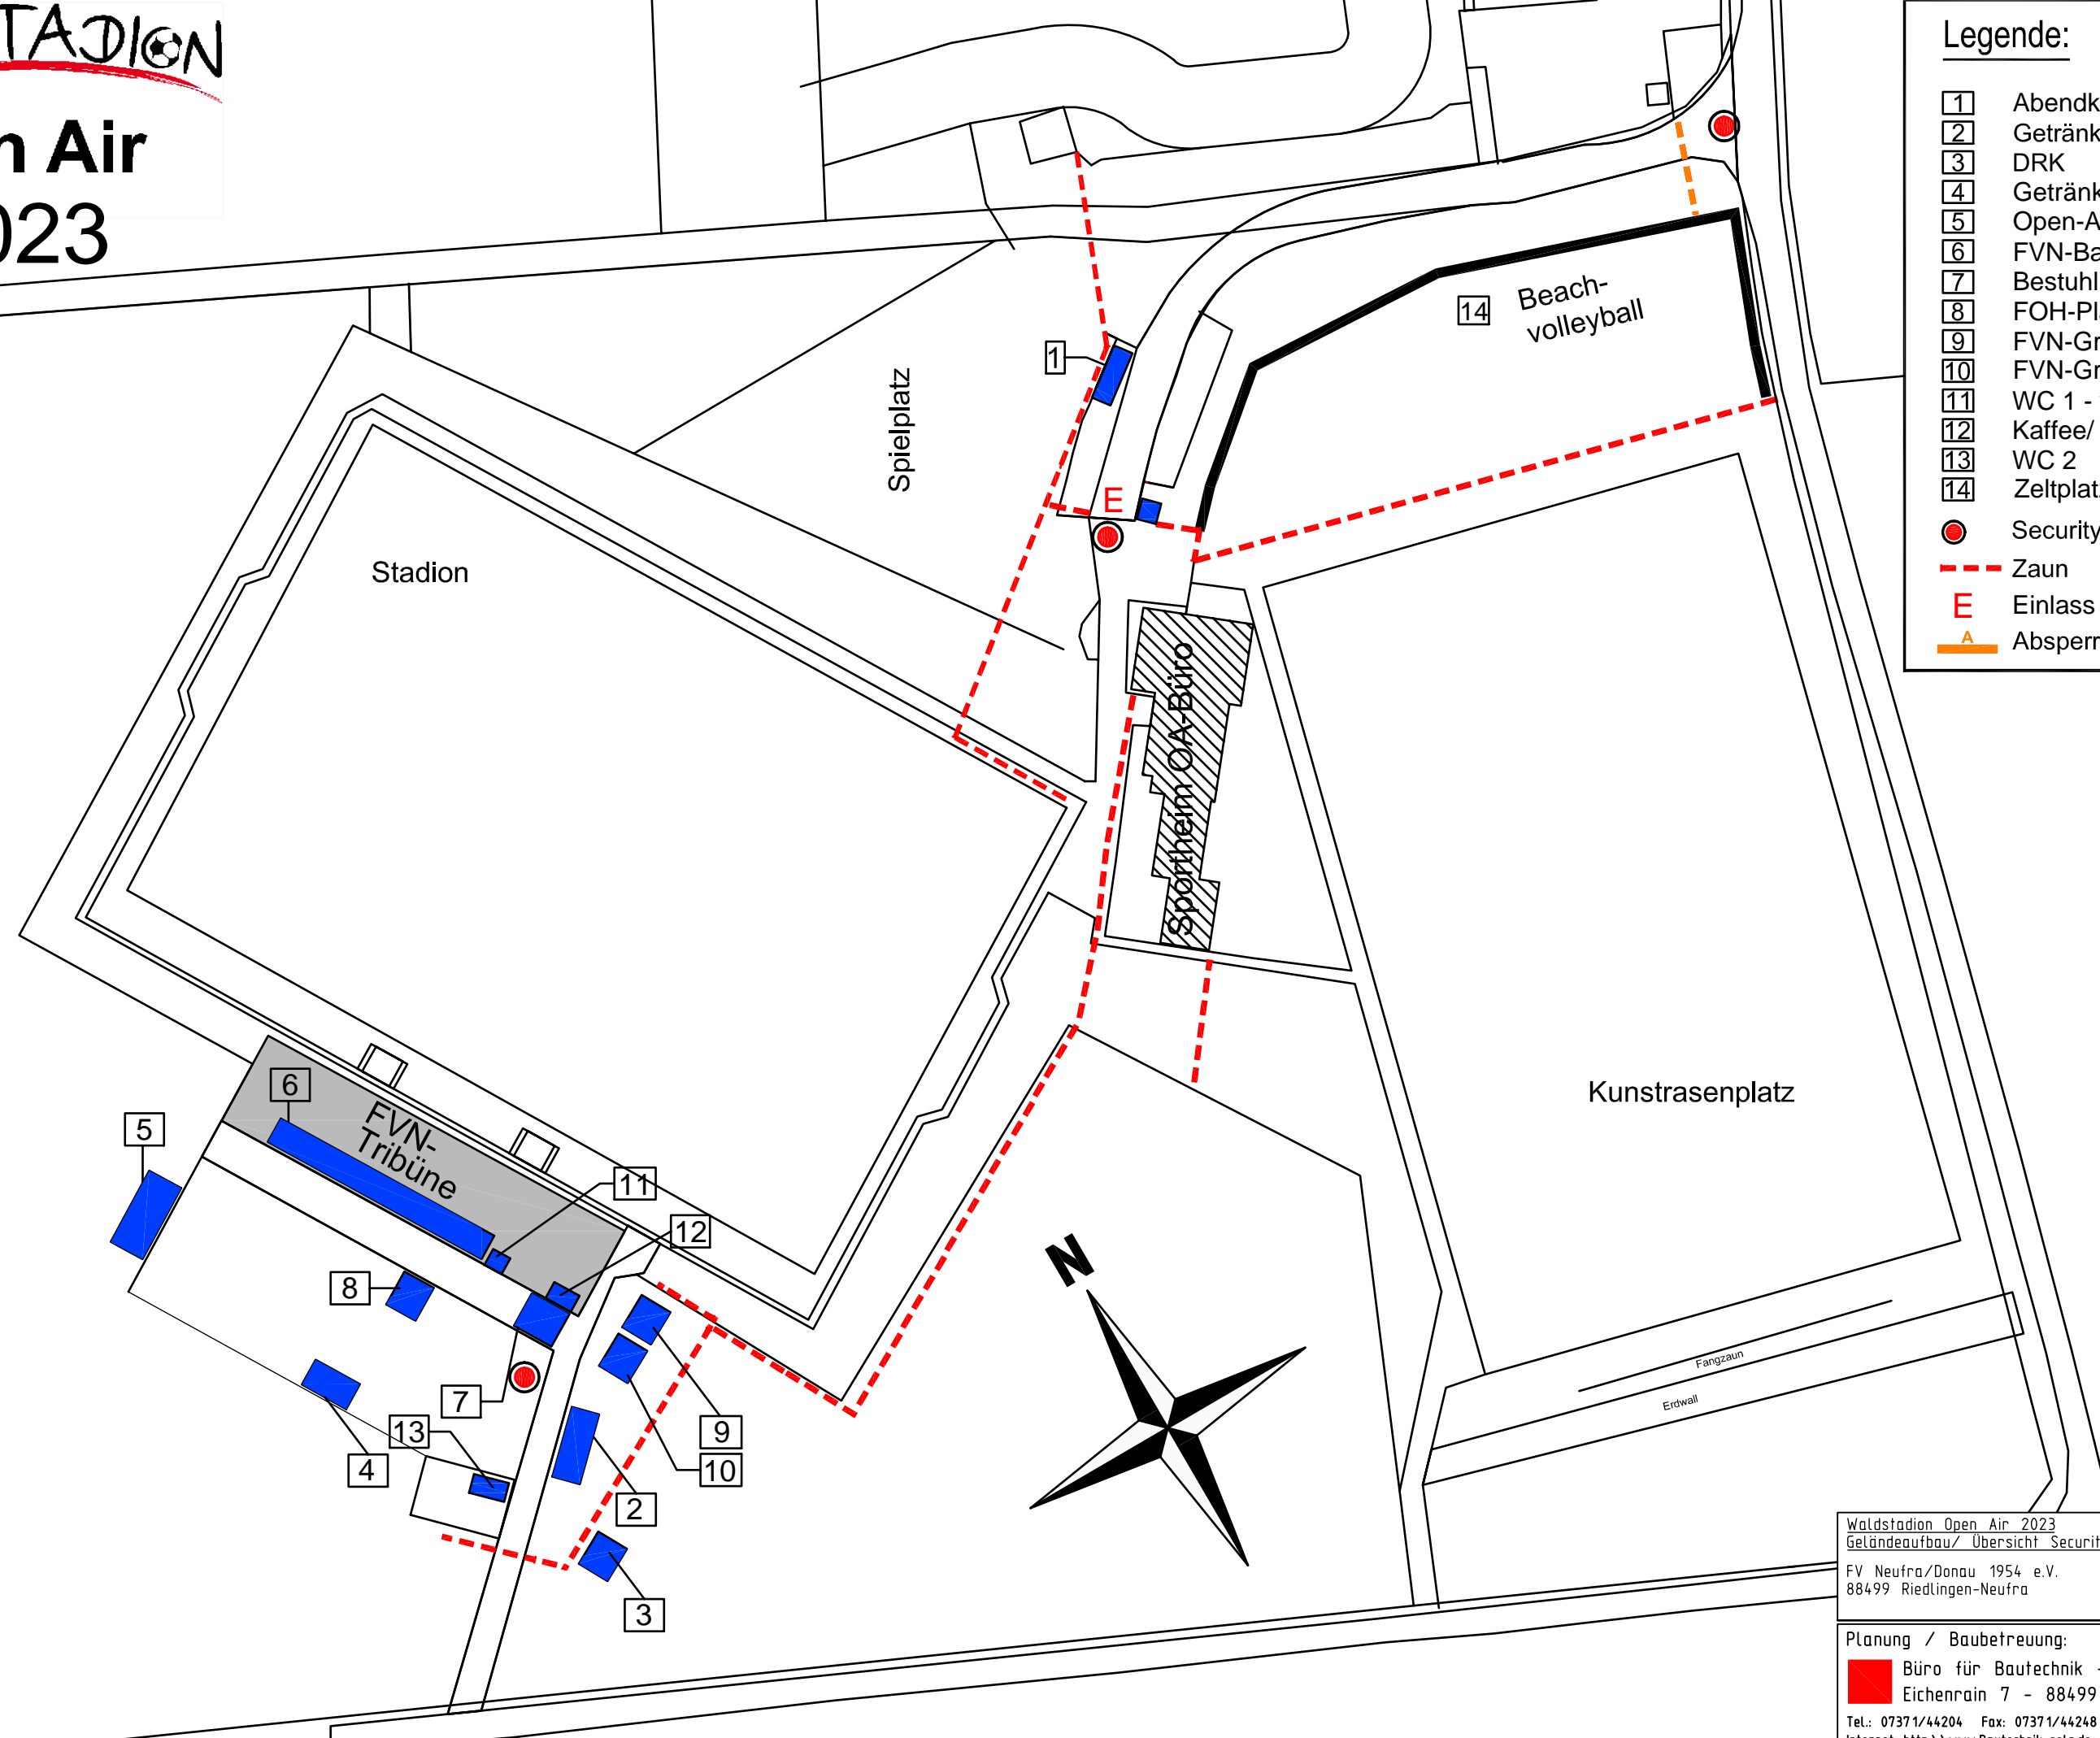 TADION
n Air
023
Legende:
1 Abendk
2 Getränk
3 DRK
4 Getränk
5 Open-A
6 FVN-Ba
7 Bestuhl
8 FOH-Pl
9 FVN-Gr
10 FVN-Gr
11 WC 1 -
12 Kaffee/
13 WC 2
14 Zeltplat
Security
Zaun
E Einlass
A Absperr
14 Beach-
volleyball
1
Spielplatz
E
Stadion
Sportheim OA-Büro
Kunstrasenplatz
6
5
FVN-
Tribüne
11
12
8
N
7
9
13
10
4
2
3
Fangzaun
Erdwall
Waldstadion Open Air 2023
Geländeaufbau/ Übersicht Securit
FV Neufra/Donau 1954 e.V.
88499 Riedlingen-Neufra
Planung / Baubetreuung:
Büro für Bautechnik -
Eichenrain 7 - 88499
Tel.: 07371/44204 Fax: 07371/44248